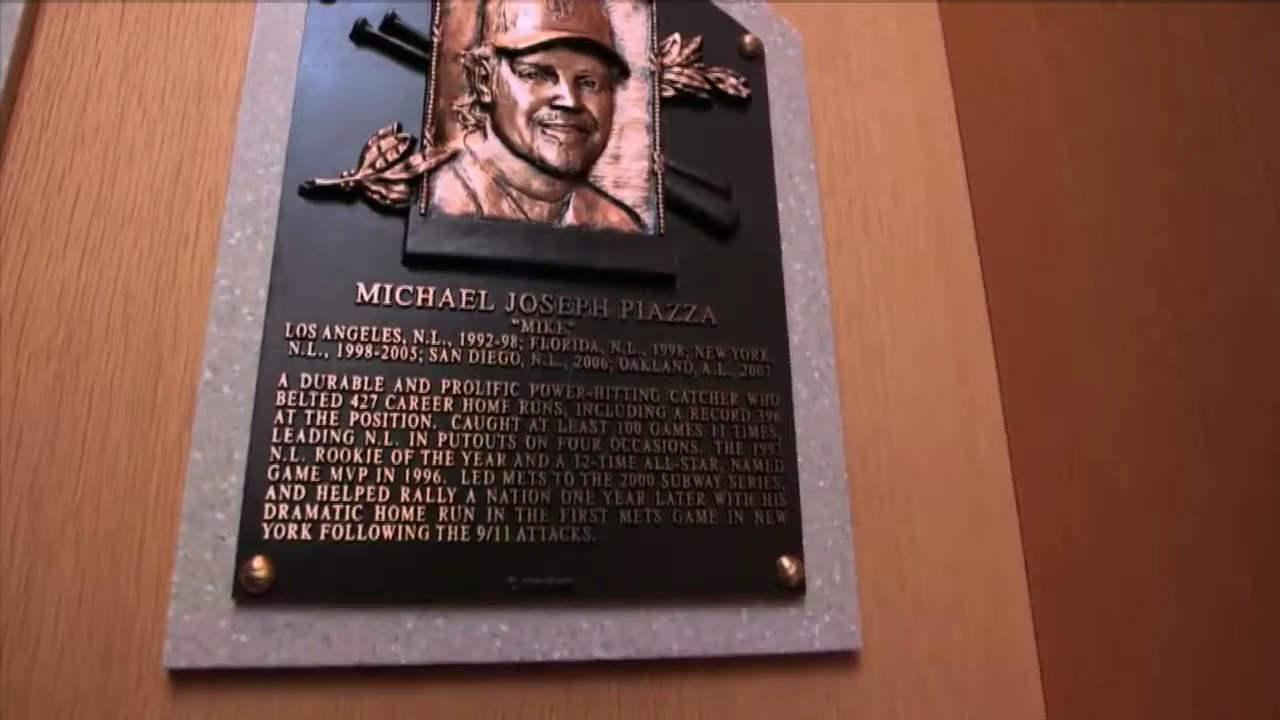 MICHAEL JOSEPH PIAZZA
"MIKE"
LOS ANGELES, N.L., 1992-98; FLORIDA, N.L., 1998; NEW YORK,
N.L., 1998-2005; SAN DIEGO, N.L., 2006; OAKLAND, A.L., 2007
A DURABLE AND PROLIFIC POWER-HITTING CATCHER WHO
BELTED 427 CAREER HOME RUNS, INCLUDING A RECORD 396
AT THE POSITION. CAUGHT AT LEAST 100 GAMES 11 TIMES,
LEADING N.L. IN PUTOUTS ON FOUR OCCASIONS. THE 1993
N.L. ROOKIE OF THE YEAR AND A 12-TIME ALL-STAR, NAMED
GAME MVP IN 1996. LED METS TO THE 2000 SUBWAY SERIES,
AND HELPED RALLY A NATION ONE YEAR LATER WITH HIS
DRAMATIC HOME RUN IN THE FIRST METS GAME IN NEW
YORK FOLLOWING THE 9/11 ATTACKS.